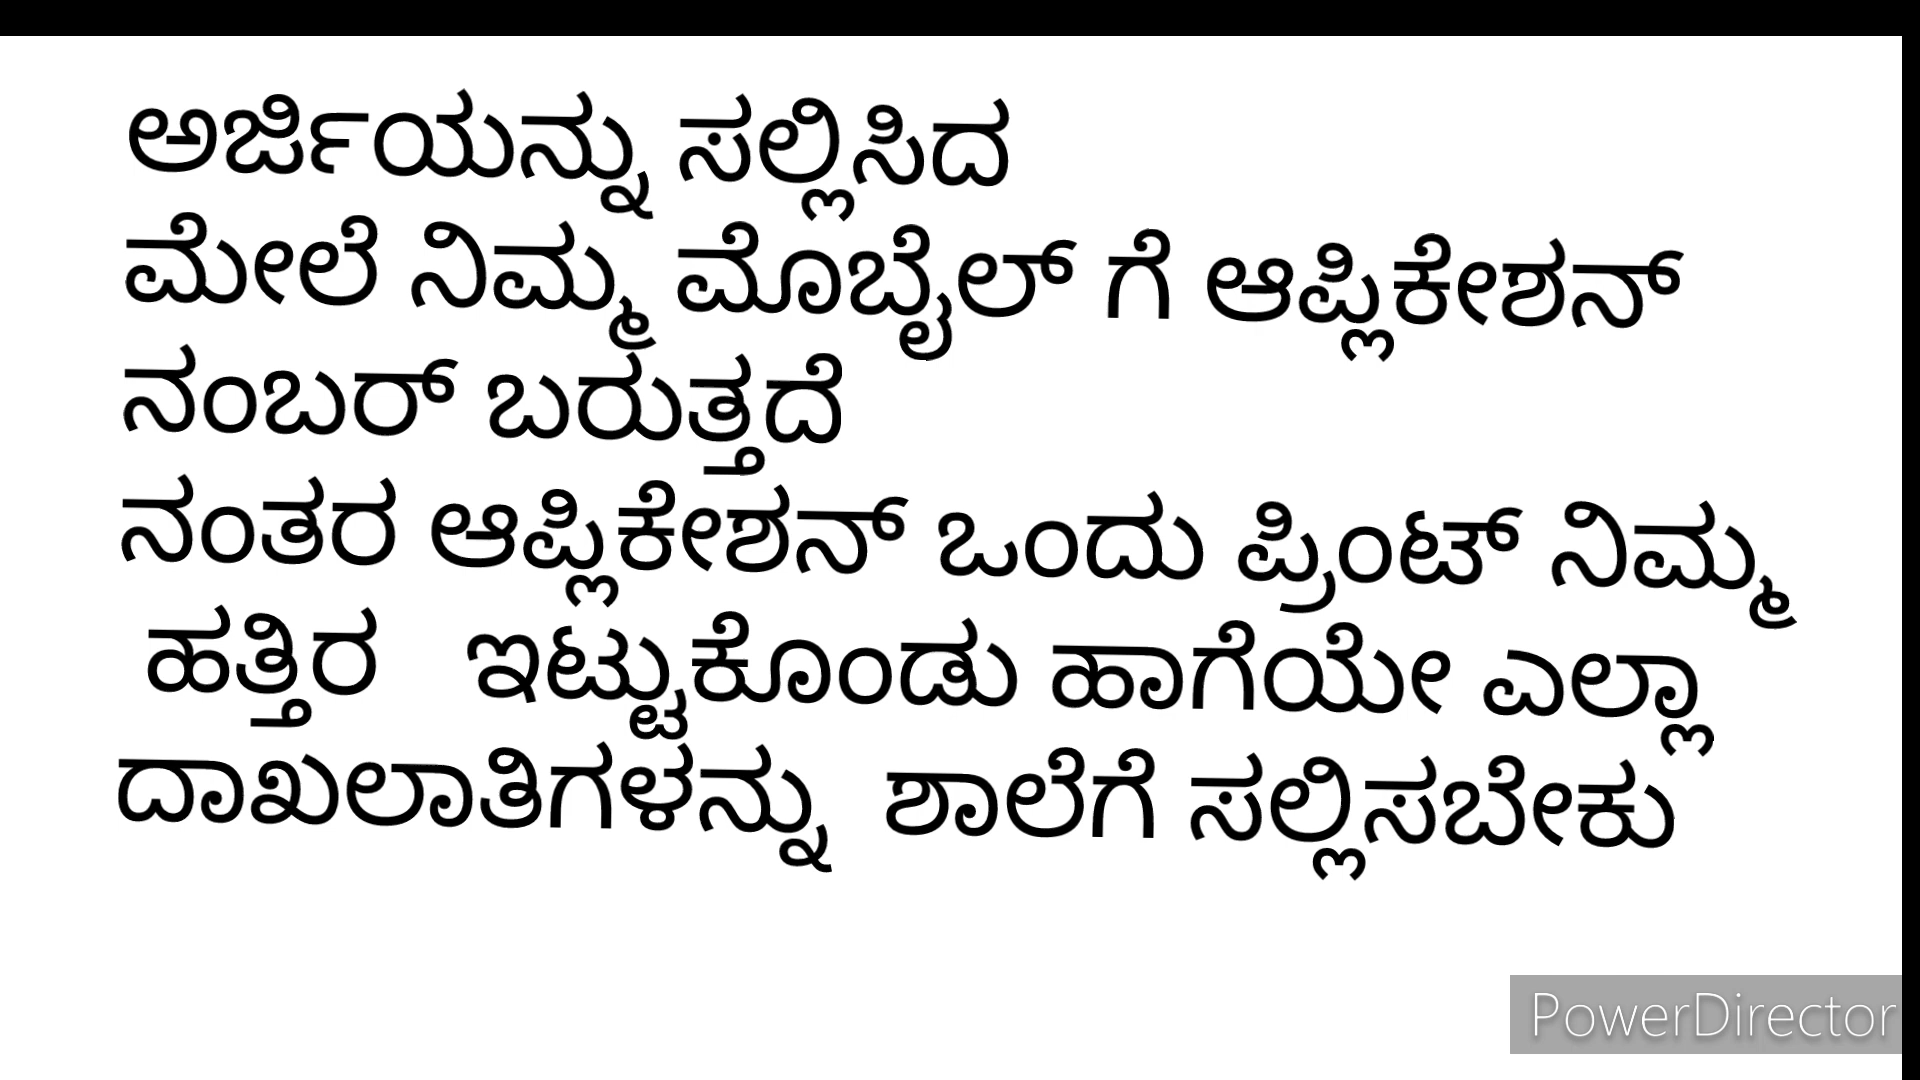 ಅರ್ಜಿಯನ್ನು ಸಲ್ಲಿಸಿದ
ಮೇಲೆ ನಿಮ್ಮ ಮೊಬೈಲ್ ಗೆ ಆಪ್ಲಿಕೇಶನ್
ನಂಬರ್ ಬರುತ್ತದೆ
ನಂತರ ಆಪ್ಲಿಕೇಶನ್ ಒಂದು ಪ್ರಿಂಟ್ ನಿಮ್ಮ
ಹತ್ತಿರ ಇಟ್ಟುಕೊಂಡು ಹಾಗೆಯೇ ಎಲ್ಲಾ
ದಾಖಲಾತಿಗಳನ್ನು ಶಾಲೆಗೆ ಸಲ್ಲಿಸಬೇಕು
PowerDirector